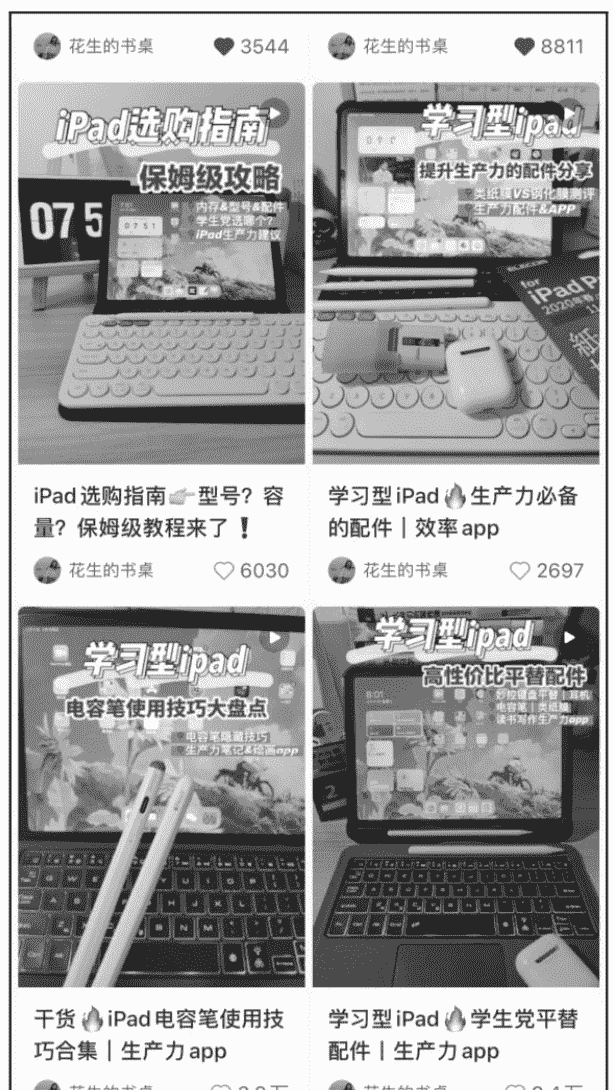 花生的书桌 3544
花生的书桌 8811
iPad选购指南
保姆级攻略
内存&型号&配件
学生党选哪个?
iPad生产力建议
07 5
0751
iPad 选购指南👉型号？容
量？保姆级教程来了❗
花生的书桌 6030
学习型ipad
提升生产力的配件分享
类纸膜VS钢化膜测评
生产力配件&APP
for
iPad P
学习型 iPad🔥生产力必备
的配件｜效率 app
花生的书桌 2697
学习型ipad
电容笔使用技巧大盘点
电容笔隐藏技巧
生产力笔记&绘画app
干货🔥iPad 电容笔使用技
巧合集｜生产力 app
学习型ipad
高性价比平替配件
妙控键盘平替｜耳机
电容笔｜类纸膜
读书写作生产力app
8:01
2
学习型 iPad🔥学生党平替
配件｜生产力 app